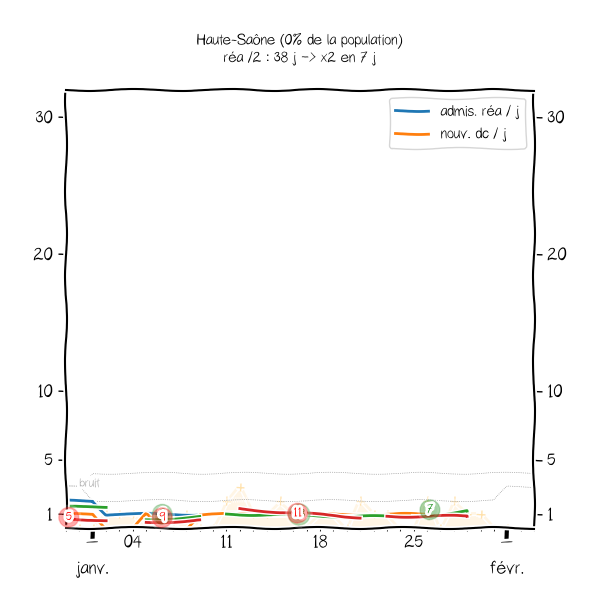 Haute-Saône (0% de la population)
réa /2 : 38 j -> x2 en 7 j
admis. réa / j
nouv. dc / j
30
30
20
20
10
10
5
5
bruit
1
1
5
9
11
7
04
11
18
25
janv.
févr.